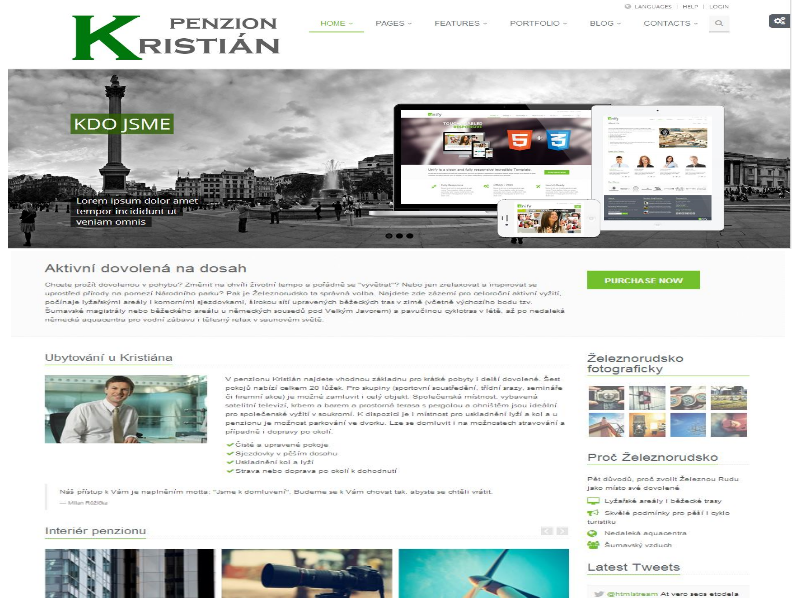 LANGUAGES | HELP | LOGIN
PENZION
KRISTIÁN
HOME PAGES FEATURES PORTFOLIO BLOG CONTACTS
KDO JSME
Lorem ipsum dolor amet
tempor incididunt ut
veniam omnis
Aktivní dovolená na dosah
Chcete prožít dovolenou v pohybu? Změnit na chvíli životní tempo a pořádně se "vyvětrat"? Nebo jen zrelaxovat a inspirovat se
uprostřed přírody na pomezí Národního parku? Pak je Železnorudsko ta správná volba. Najdete zde zázemí pro celoroční aktivní vyžití,
počínaje lyžařskými areály i komorními sjezdovkami, širokou sítí upravených běžeckých tras v zimě (včetně výchozího bodu tzv.
Šumavské magistrály nebo běžeckého areálu u německých sousedů pod Velkým Javorem) a pavučinou cyklotras v létě, až po nedaleká
německá aquacentra pro vodní zábavu i tělesný relax v saunovém světě.
PURCHASE NOW
Ubytování u Kristiána
V penzionu Kristián najdete vhodnou základnu pro krátké pobyty i delší dovolené. Šest
pokojů nabízí celkem 20 lůžek. Pro skupiny (sportovní soustředění, třídní srazy, semináře
či firemní akce) je možné zamluvit i celý objekt. Společenská místnost, vybavená
satelitní televizí, krbem a barem a prostorná terasa s pergolou a ohništěm jsou ideální
pro společenské vyžití v soukromí. K dispozici je i místnost pro uskladnění lyží a kol a u
penzionu je možnost parkování ve dvorku. Lze se domluvit i na možnostech stravování a
případně i dopravy po okolí.
Čisté a upravené pokoje
Sjezdovky v pěším dosahu
Uskladnění kol a lyží
Strava nebo doprava po okolí k dohodnutí
Náš přístup k Vám je naplněním motta: "Jsme k domluvení". Budeme se k Vám chovat tak, abyste se chtěli vrátit.
— Milan Růžička
Interiér penzionu
Železnorudsko
fotograficky
Proč Železnorudsko
Pět důvodů, proč zvolit Železnou Rudu
jako místo své dovolené
Lyžařské areály i běžecké trasy
Skvělé podmínky pro pěší i cyklo
turistiku
Nedaleká aquacentra
Šumavský vzduch
Latest Tweets
@htmlstream At vero seos etodela